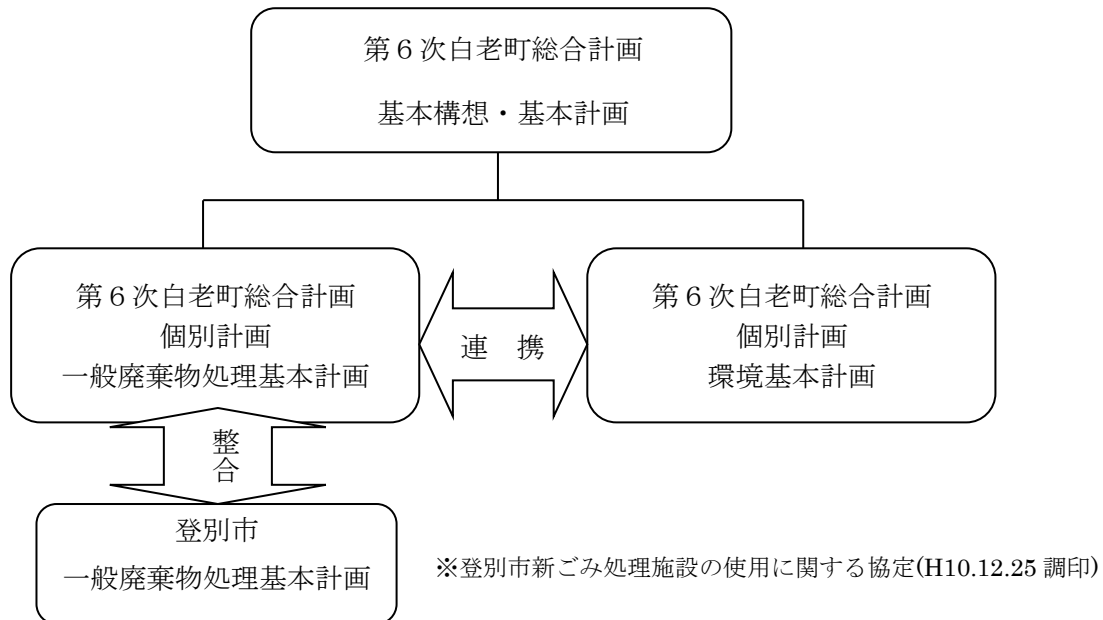 第６次白老町総合計画
基本構想・基本計画
第６次白老町総合計画
個別計画
一般廃棄物処理基本計画
連　携
第６次白老町総合計画
個別計画
環境基本計画
整
合
登別市
一般廃棄物処理基本計画
※登別市新ごみ処理施設の使用に関する協定(H10.12.25 調印)